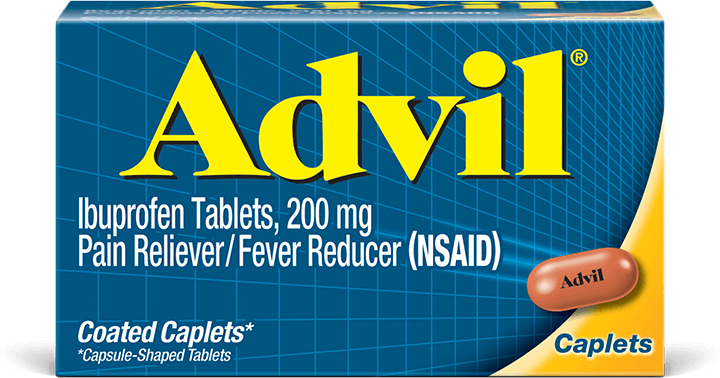 Advil®
Ibuprofen Tablets, 200 mg
Pain Reliever/Fever Reducer (NSAID)
Advil
Coated Caplets*
*Capsule-Shaped Tablets
Caplets